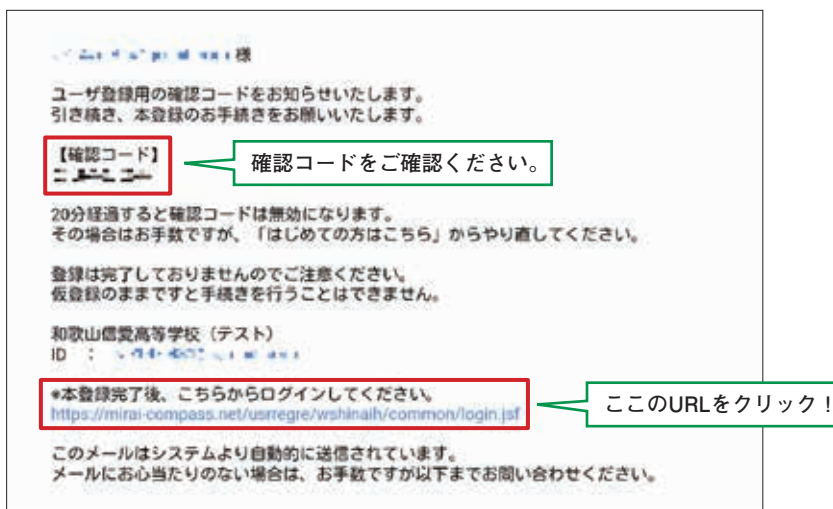 様
ユーザ登録用の確認コードをお知らせいたします。
引き続き、本登録のお手続きをお願いいたします。
【確認コード】
確認コードをご確認ください。
20分経過すると確認コードは無効になります。
その場合はお手数ですが、「はじめての方はこちら」からやり直してください。
登録は完了しておりませんのでご注意ください。
仮登録のままですと手続きを行うことはできません。
和歌山信愛高等学校（テスト）
ID ：
*本登録完了後、こちらからログインしてください。
https://mirai-compass.net/usrregre/wshinaih/common/login.jsf
ここのURLをクリック！
このメールはシステムより自動的に送信されています。
メールにお心当たりのない場合は、お手数ですが以下までお問い合わせください。